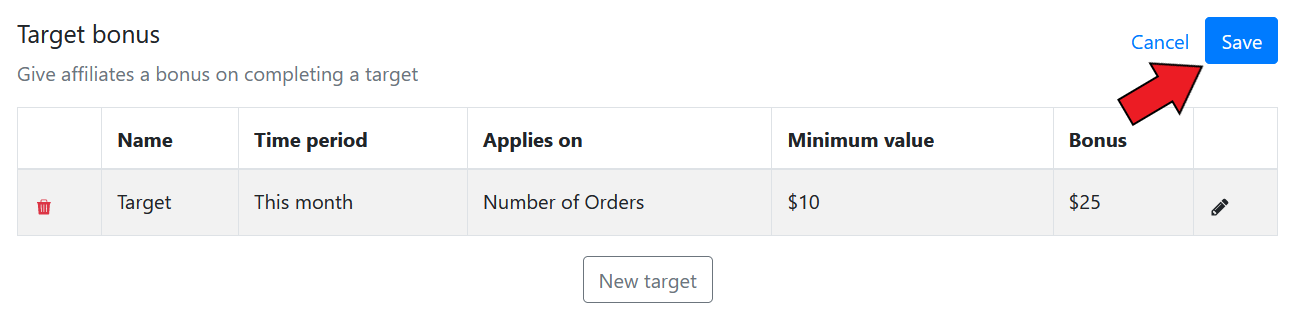 Target bonus
Cancel Save
Give affiliates a bonus on completing a target
Name Time period Applies on Minimum value Bonus
Target This month Number of Orders $10 $25
New target